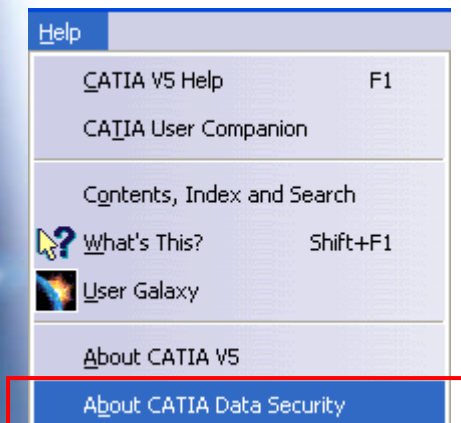 Help
CATIA V5 Help F1
CATIA User Companion
Contents, Index and Search
What's This? Shift+F1
User Galaxy
About CATIA V5
About CATIA Data Security